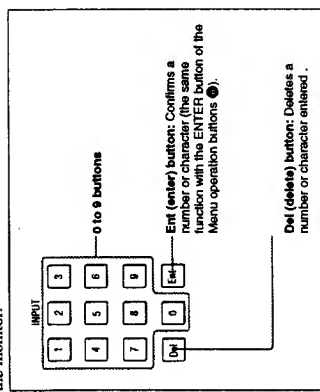 the monitor.
INPUT
1 2 3
4 5 6
7 8 9
Del 0 Ent
0 to 9 buttons
Ent (enter) button: Confirms a
number or character (the same
function with the ENTER button of the
Menu operation buttons).
Del (delete) button: Deletes a
number or character entered .